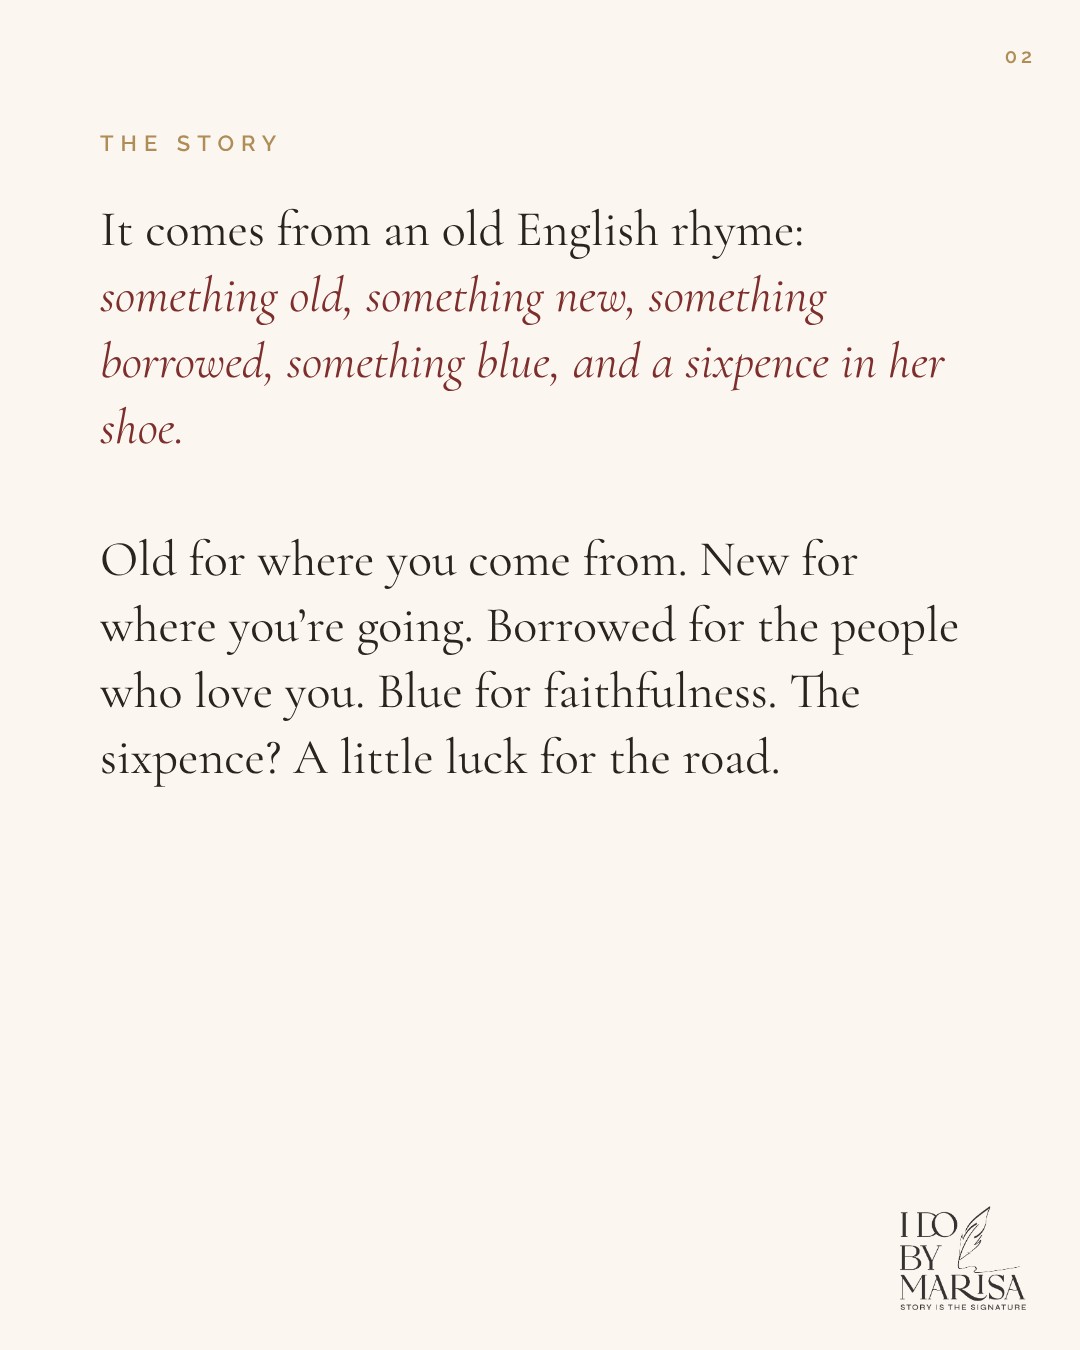 02
THE STORY
It comes from an old English rhyme:
something old, something new, something
borrowed, something blue, and a sixpence in her
shoe.
Old for where you come from. New for
where you’re going. Borrowed for the people
who love you. Blue for faithfulness. The
sixpence? A little luck for the road.
I DO
BY
MARISA
STORY IS THE SIGNATURE